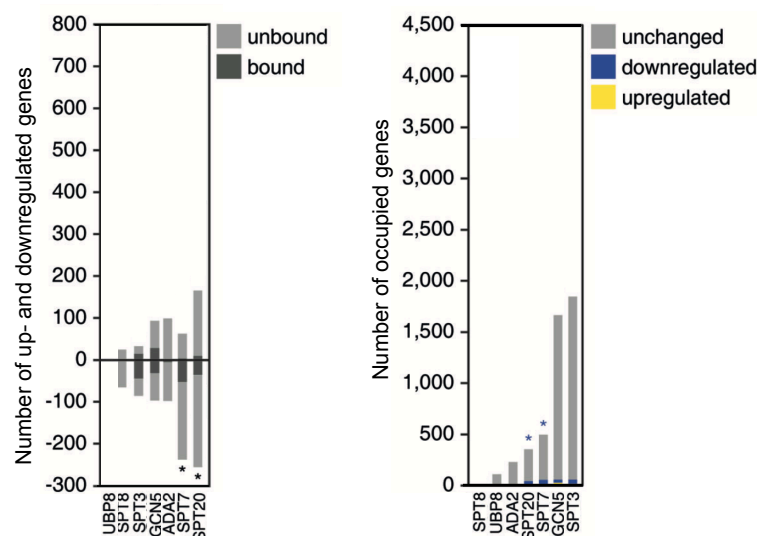 Number of up- and downregulated genes
800
700
600
500
400
300
200
100
0
-100
-200
-300
unbound
bound
*
*
UBP8
SPT8
SPT3
GCN5
ADA2
SPT7
SPT20
Number of occupied genes
4,500
4,000
3,500
3,000
2,500
2,000
1,500
1,000
500
0
unchanged
downregulated
upregulated
*
*
SPT8
UBP8
ADA2
SPT20
SPT7
GCN5
SPT3